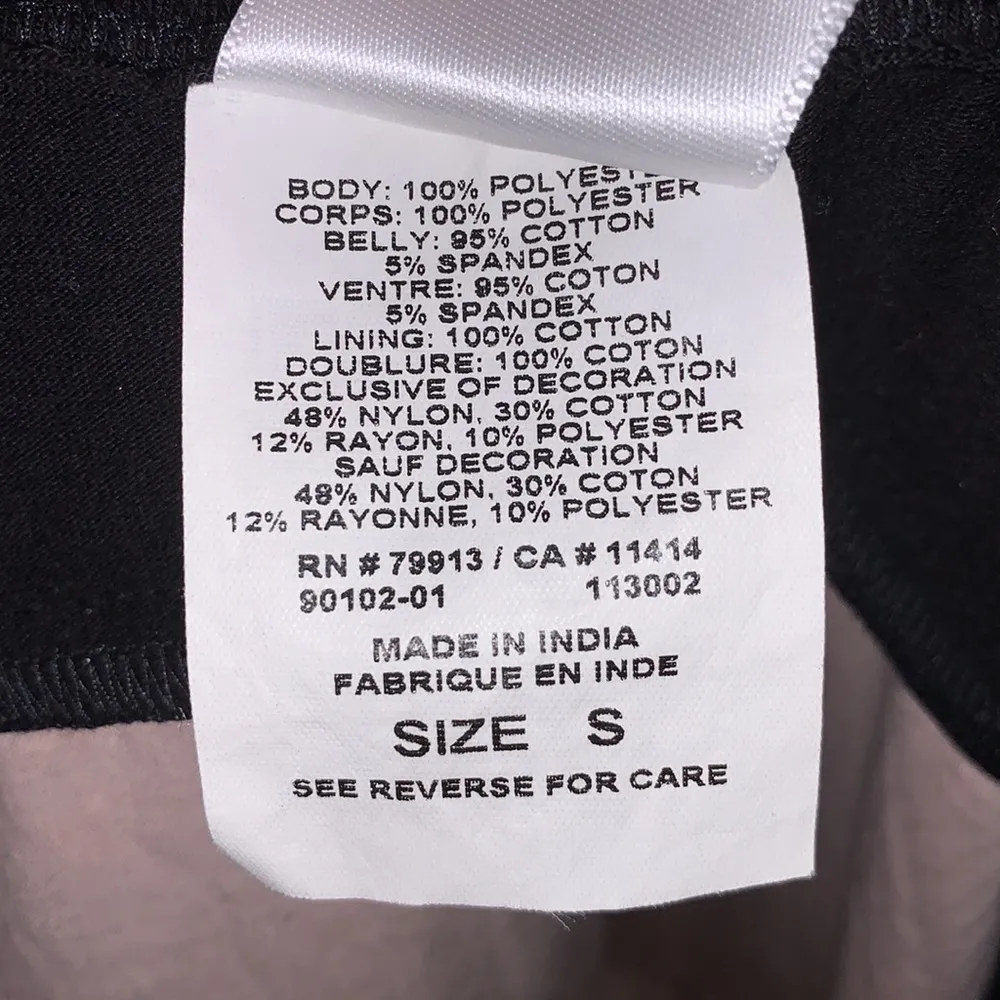 BODY: 100% POLYESTER
CORPS: 100% POLYESTER
BELLY: 95% COTTON
5% SPANDEX
VENTRE: 95% COTON
5% SPANDEX
LINING: 100% COTTON
DOUBLURE: 100% COTON
EXCLUSIVE OF DECORATION
48% NYLON, 30% COTTON
12% RAYON, 10% POLYESTER
SAUF DECORATION
48% NYLON, 30% COTON
12% RAYONNE, 10% POLYESTER
RN # 79913 / CA # 11414
90102-01 113002
MADE IN INDIA
FABRIQUE EN INDE
SIZE S
SEE REVERSE FOR CARE